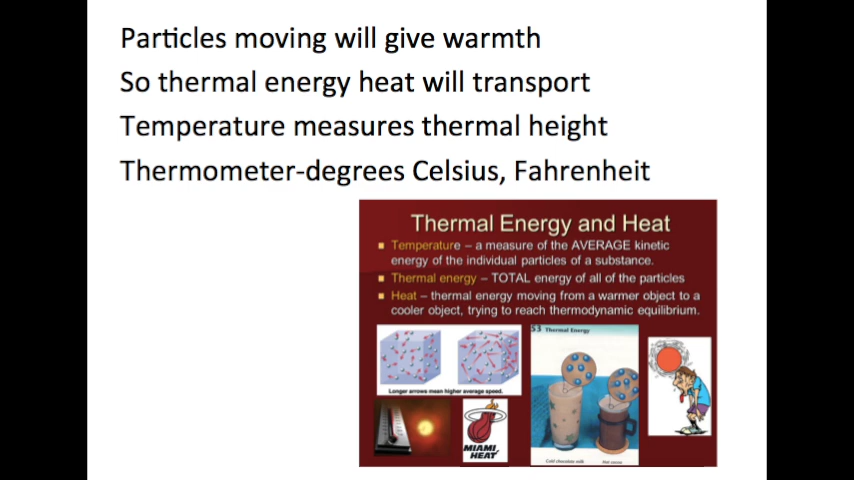 Particles moving will give warmth
So thermal energy heat will transport
Temperature measures thermal height
Thermometer-degrees Celsius, Fahrenheit
Thermal Energy and Heat
Temperature – a measure of the AVERAGE kinetic
energy of the individual particles of a substance.
Thermal energy – TOTAL energy of all of the particles
Heat – thermal energy moving from a warmer object to a
cooler object, trying to reach thermodynamic equilibrium.
53 Thermal Energy
Longer arrows mean higher average speed.
MIAMI
HEAT
Cold chocolate milk
Hot cocoa